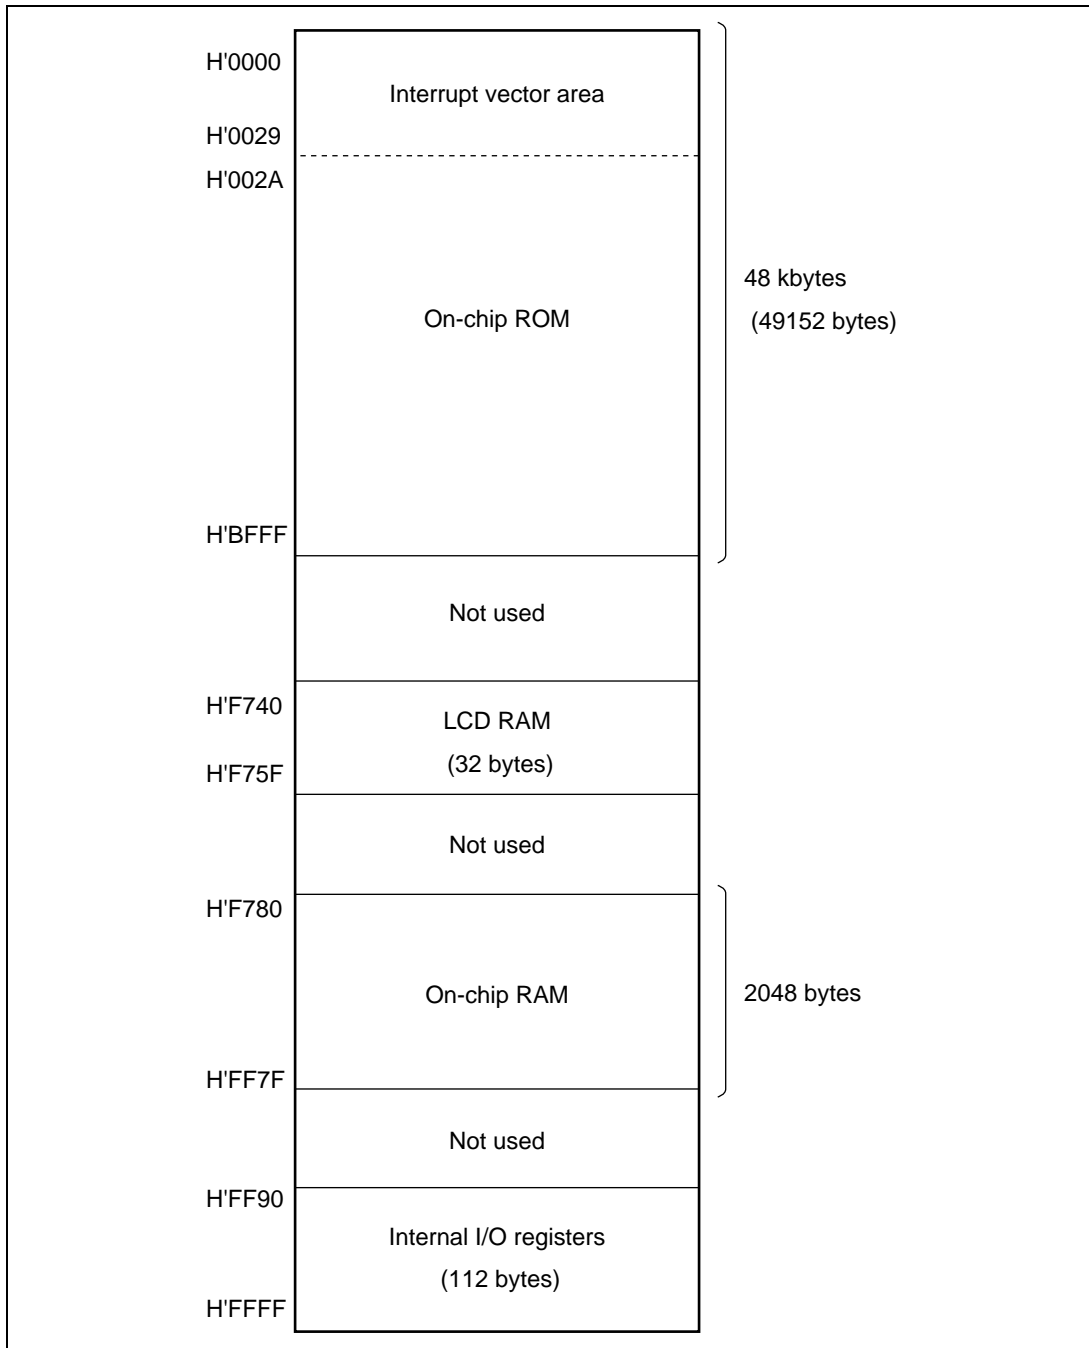 H'0000
Interrupt vector area
H'0029
H'002A
48 kbytes
On-chip ROM
(49152 bytes)
H'BFFF
Not used
H'F740
LCD RAM
(32 bytes)
H'F75F
Not used
H'F780
On-chip RAM
2048 bytes
H'FF7F
Not used
H'FF90
Internal I/O registers
(112 bytes)
H'FFFF